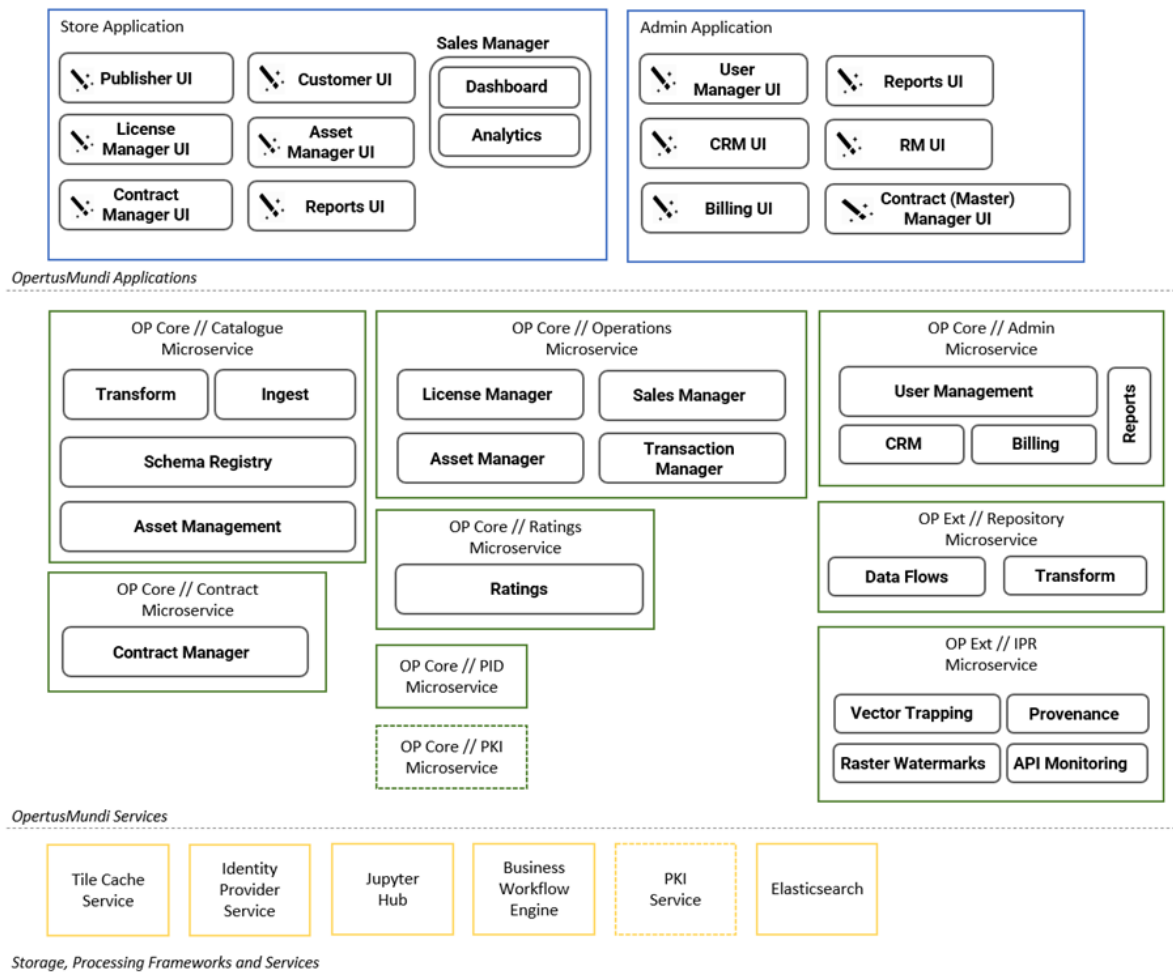 Store Application
Publisher UI
Customer UI
Sales Manager
Dashboard
Analytics
License
Manager UI
Asset
Manager UI
Contract
Manager UI
Reports UI
Admin Application
User
Manager UI
Reports UI
CRM UI
RM UI
Billing UI
Contract (Master)
Manager UI
OpertusMundi Applications
OP Core // Catalogue
Microservice
Transform
Ingest
Schema Registry
Asset Management
OP Core // Contract
Microservice
Contract Manager
OP Core // Operations
Microservice
License Manager
Sales Manager
Asset Manager
Transaction
Manager
OP Core // Ratings
Microservice
Ratings
OP Core // PID
Microservice
OP Core // PKI
Microservice
OP Core // Admin
Microservice
User Management
CRM
Billing
Reports
OP Ext // Repository
Microservice
Data Flows
Transform
OP Ext // IPR
Microservice
Vector Trapping
Provenance
Raster Watermarks
API Monitoring
OpertusMundi Services
Tile Cache
Service
Identity
Provider
Service
Jupyter
Hub
Business
Workflow
Engine
PKI
Service
Elasticsearch
Storage, Processing Frameworks and Services